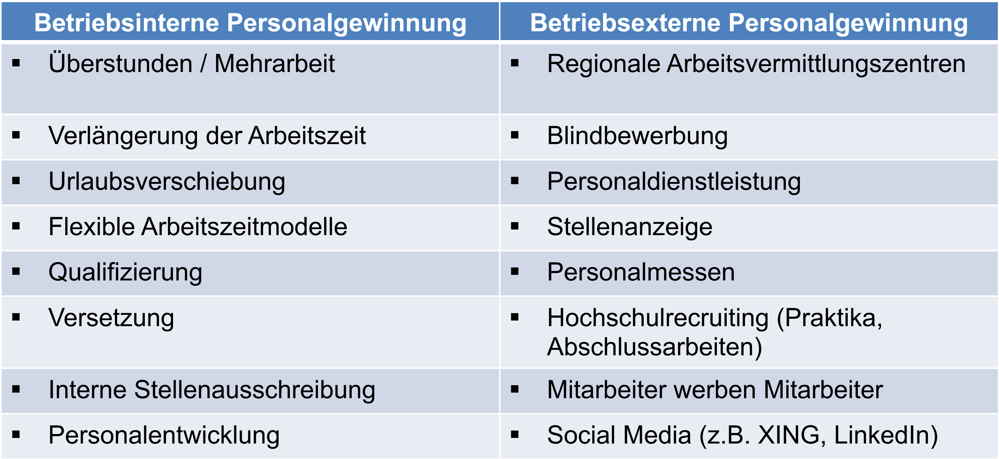 Betriebsinterne Personalgewinnung
Betriebsexterne Personalgewinnung
▪ Überstunden / Mehrarbeit
▪ Regionale Arbeitsvermittlungszentren
▪ Verlängerung der Arbeitszeit
▪ Blindbewerbung
▪ Urlaubsverschiebung
▪ Personaldienstleistung
▪ Flexible Arbeitszeitmodelle
▪ Stellenanzeige
▪ Qualifizierung
▪ Personalmessen
▪ Versetzung
▪ Hochschulrecruiting (Praktika,
Abschlussarbeiten)
▪ Interne Stellenausschreibung
▪ Mitarbeiter werben Mitarbeiter
▪ Personalentwicklung
▪ Social Media (z.B. XING, LinkedIn)